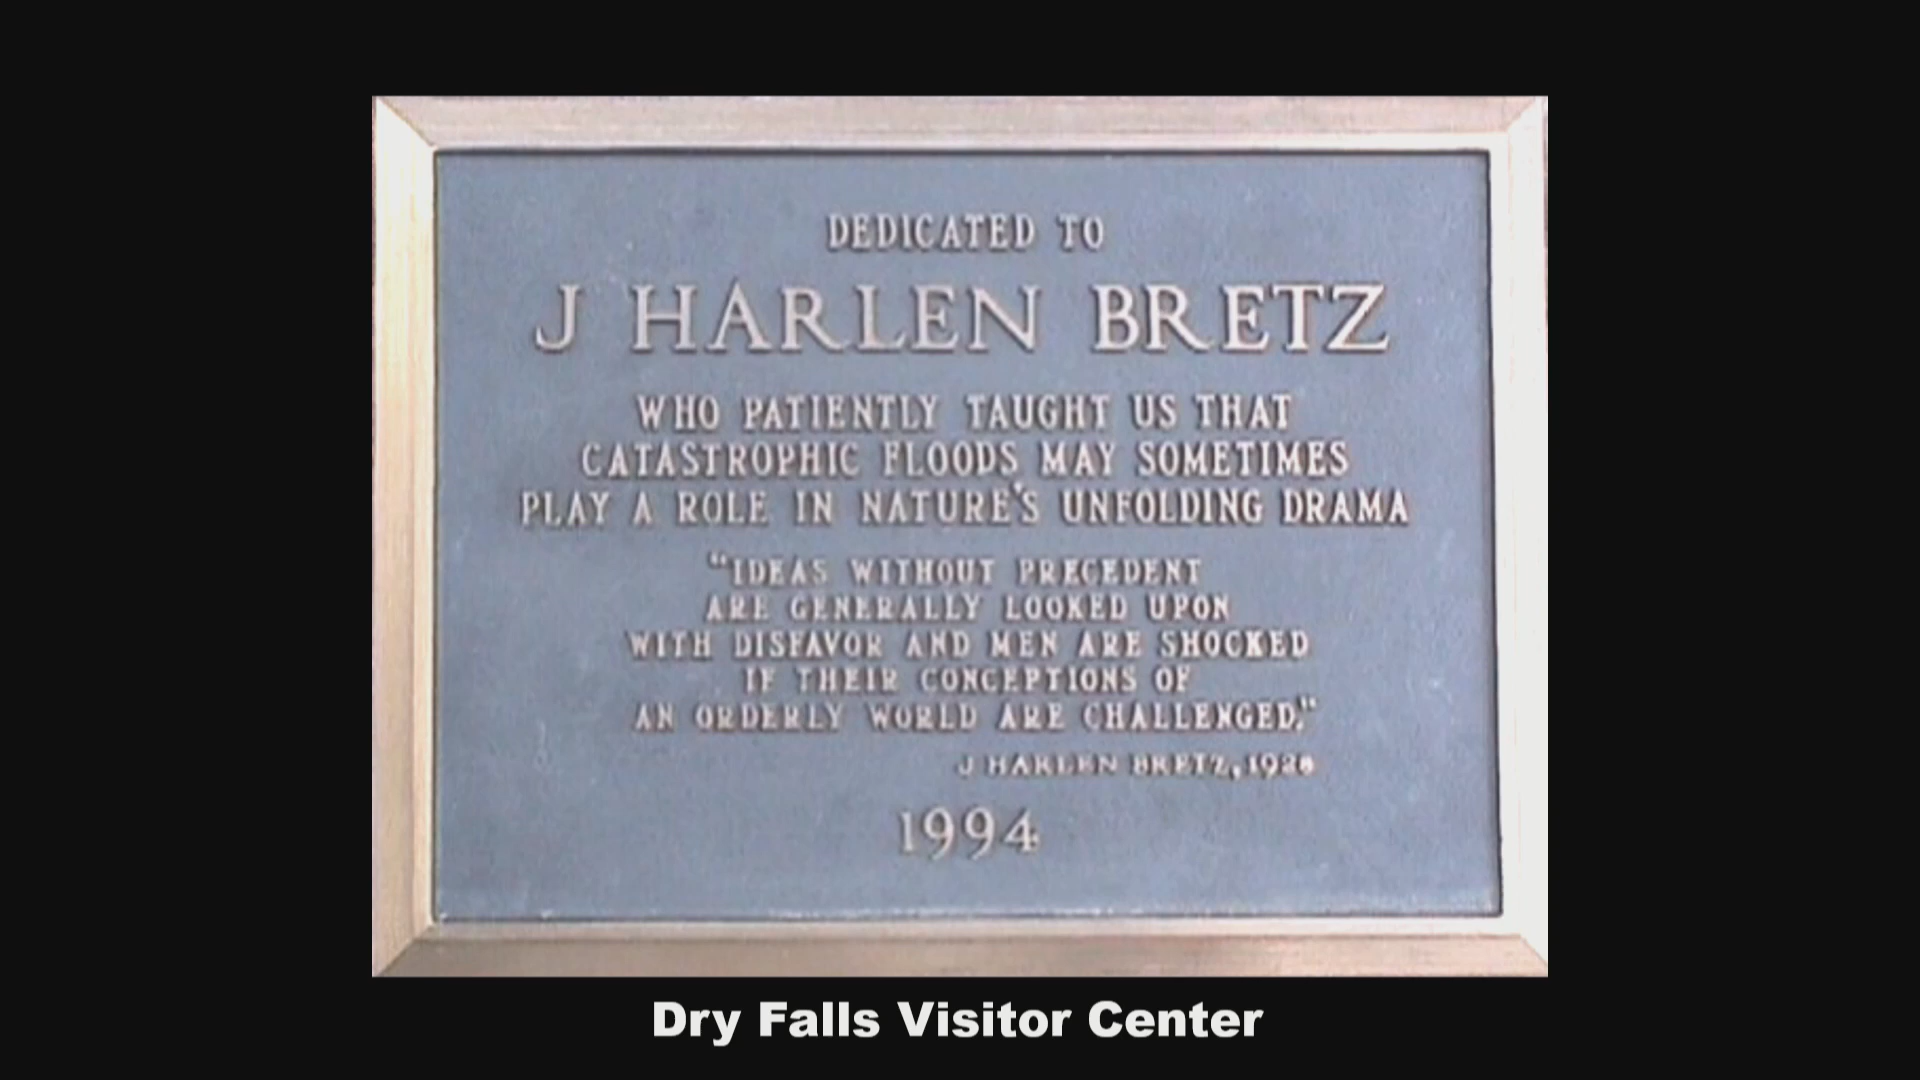 DEDICATED TO
J HARLEN BRETZ
WHO PATIENTLY TAUGHT US THAT
CATASTROPHIC FLOODS MAY SOMETIMES
PLAY A ROLE IN NATURE'S UNFOLDING DRAMA
"IDEAS WITHOUT PRECEDENT
ARE GENERALLY LOOKED UPON
WITH DISFAVOR AND MEN ARE SHOCKED
IF THEIR CONCEPTIONS OF
AN ORDERLY WORLD ARE CHALLENGED."
J HARLEN BRETZ, 1928
1994
Dry Falls Visitor Center